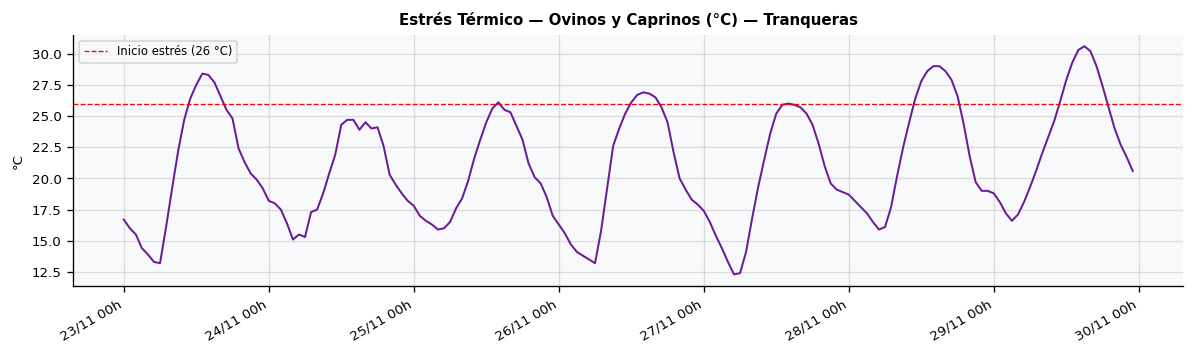 Estrés Térmico — Ovinos y Caprinos (°C) — Tranqueras
Inicio estrés (26 °C)
°C
30.0
27.5
25.0
22.5
20.0
17.5
15.0
12.5
23/11 00h
24/11 00h
25/11 00h
26/11 00h
27/11 00h
28/11 00h
29/11 00h
30/11 00h